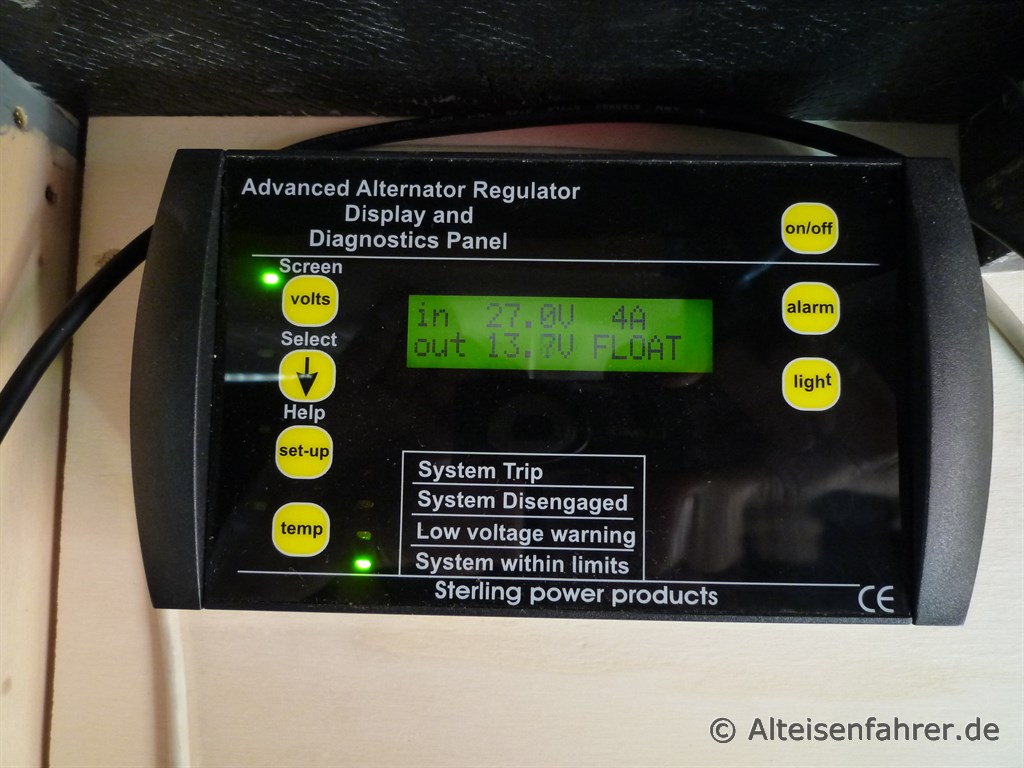 Advanced Alternator Regulator
Display and
Diagnostics Panel
on/off
Screen
volts
in 27.0V 4A
out 13.7V FLOAT
alarm
Select
light
Help
set-up
temp
System Trip
System Disengaged
Low voltage warning
System within limits
Sterling power products
CE
© Alteisenfahrer.de